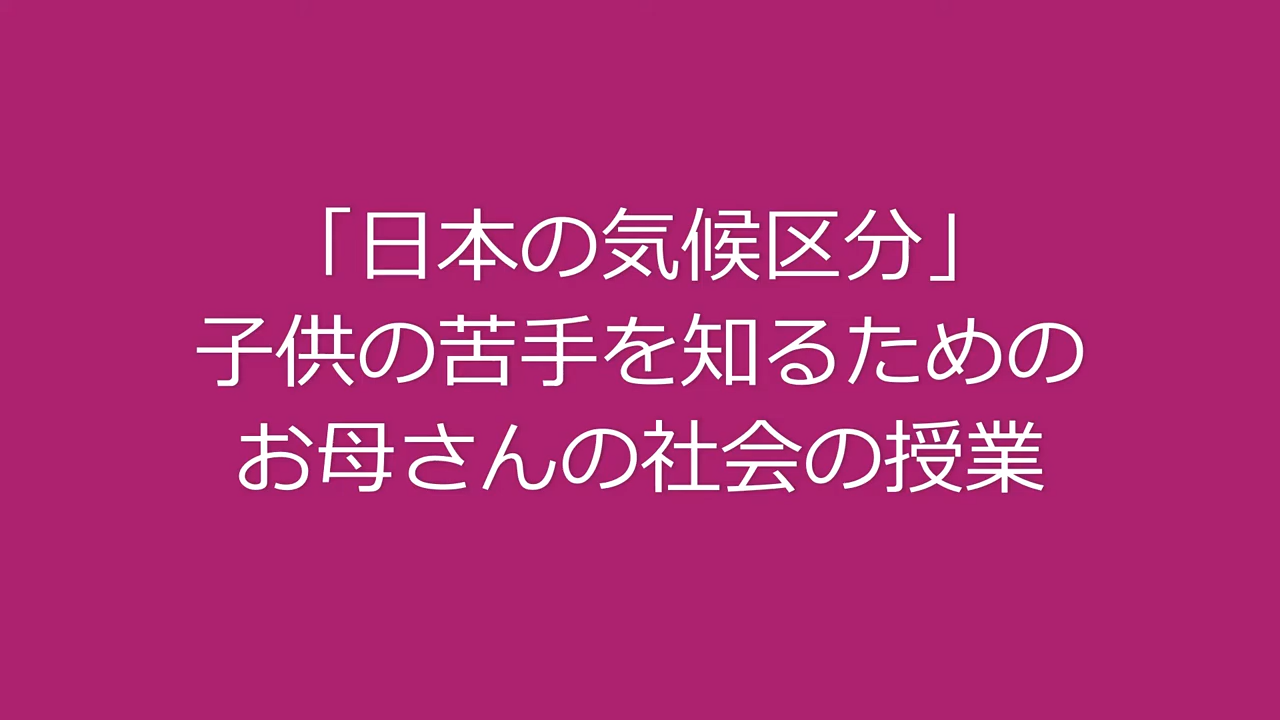 「日本の気候区分」
子供の苦手を知るための
お母さんの社会の授業